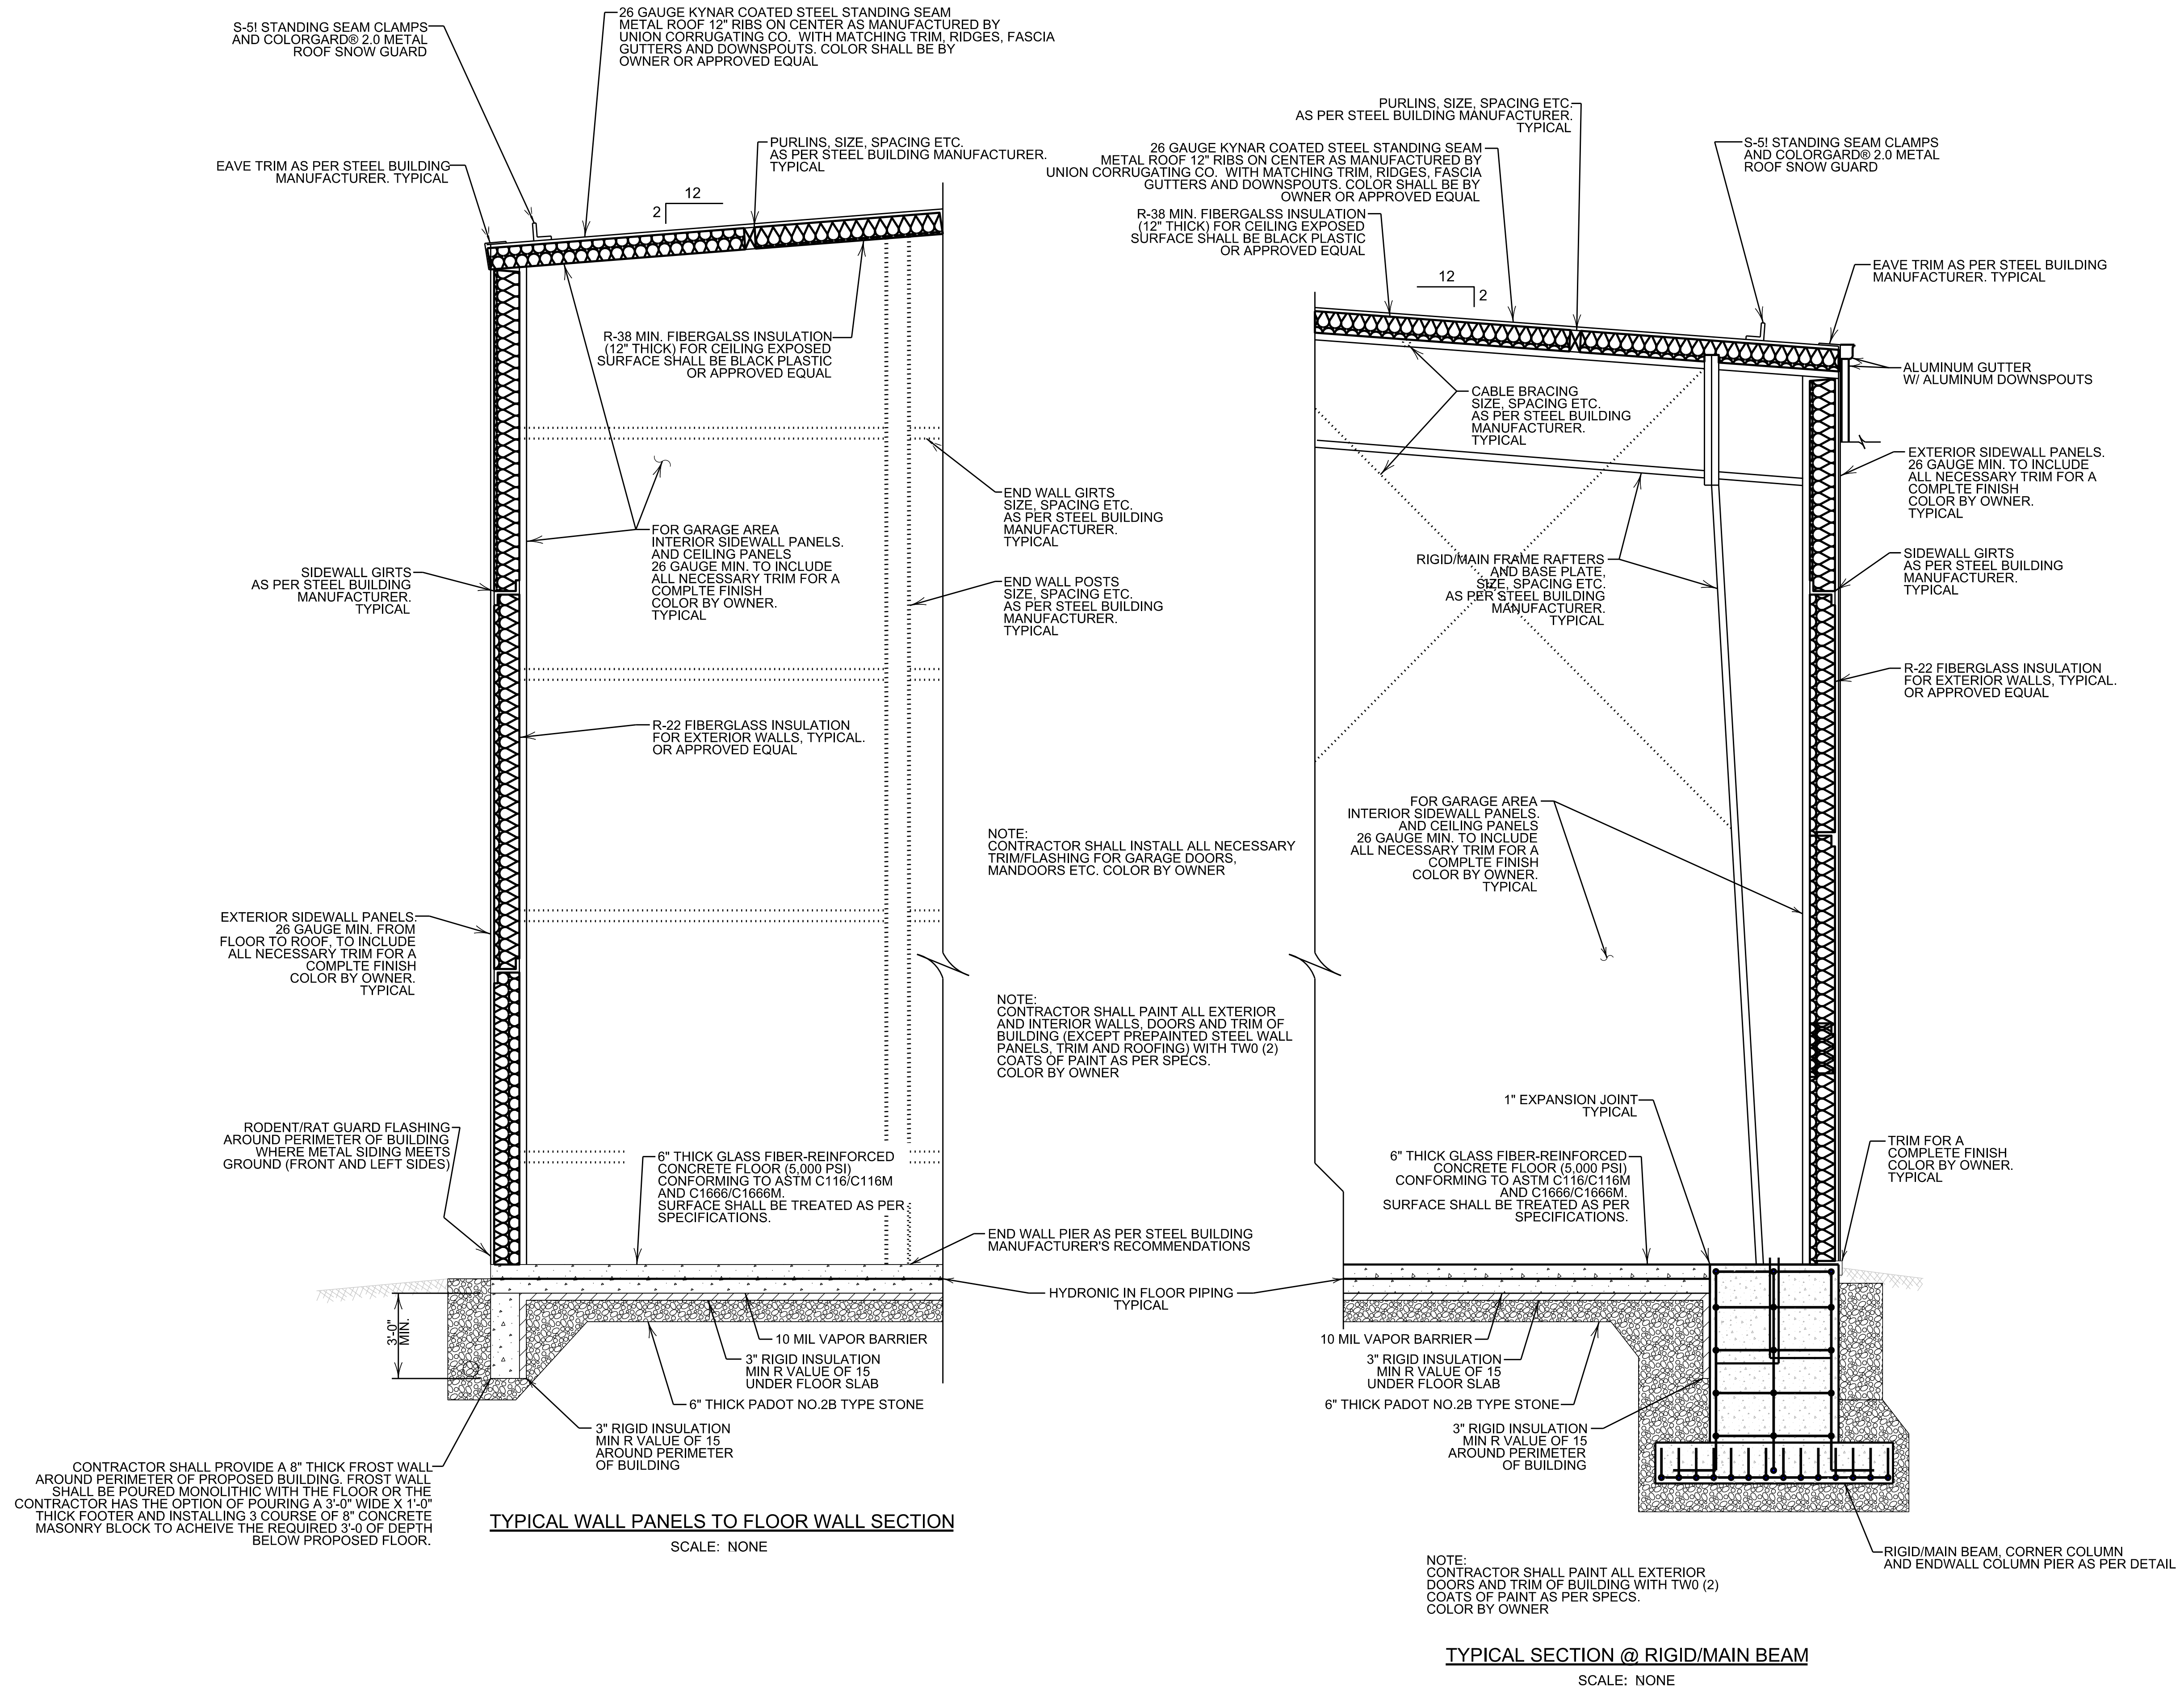 S-5! STANDING SEAM CLAMPS
AND COLORGARD® 2.0 METAL
ROOF SNOW GUARD
26 GAUGE KYNAR COATED STEEL STANDING SEAM
METAL ROOF 12" RIBS ON CENTER AS MANUFACTURED BY
UNION CORRUGATING CO. WITH MATCHING TRIM, RIDGES, FASCIA
GUTTERS AND DOWNSPOUTS. COLOR SHALL BE BY
OWNER OR APPROVED EQUAL
EAVE TRIM AS PER STEEL BUILDING
MANUFACTURER. TYPICAL
PURLINS, SIZE, SPACING ETC.
AS PER STEEL BUILDING MANUFACTURER.
TYPICAL
12
2
R-38 MIN. FIBERGALSS INSULATION
(12" THICK) FOR CEILING EXPOSED
SURFACE SHALL BE BLACK PLASTIC
OR APPROVED EQUAL
END WALL GIRTS
SIZE, SPACING ETC.
AS PER STEEL BUILDING
MANUFACTURER.
TYPICAL
FOR GARAGE AREA
INTERIOR SIDEWALL PANELS.
AND CEILING PANELS
26 GAUGE MIN. TO INCLUDE
ALL NECESSARY TRIM FOR A
COMPLTE FINISH
COLOR BY OWNER.
TYPICAL
SIDEWALL GIRTS
AS PER STEEL BUILDING
MANUFACTURER.
TYPICAL
END WALL POSTS
SIZE, SPACING ETC.
AS PER STEEL BUILDING
MANUFACTURER.
TYPICAL
R-22 FIBERGLASS INSULATION
FOR EXTERIOR WALLS, TYPICAL.
OR APPROVED EQUAL
EXTERIOR SIDEWALL PANELS.
26 GAUGE MIN. FROM
FLOOR TO ROOF, TO INCLUDE
ALL NECESSARY TRIM FOR A
COMPLTE FINISH
COLOR BY OWNER.
TYPICAL
RODENT/RAT GUARD FLASHING
AROUND PERIMETER OF BUILDING
WHERE METAL SIDING MEETS
GROUND (FRONT AND LEFT SIDES)
6" THICK GLASS FIBER-REINFORCED
CONCRETE FLOOR (5,000 PSI)
CONFORMING TO ASTM C116/C116M
AND C1666/C1666M.
SURFACE SHALL BE TREATED AS PER
SPECIFICATIONS.
END WALL PIER AS PER STEEL BUILDING
MANUFACTURER'S RECOMMENDATIONS
HYDRONIC IN FLOOR PIPING
TYPICAL
3'-0"
MIN.
10 MIL VAPOR BARRIER
3" RIGID INSULATION
MIN R VALUE OF 15
UNDER FLOOR SLAB
6" THICK PADOT NO.2B TYPE STONE
3" RIGID INSULATION
MIN R VALUE OF 15
AROUND PERIMETER
OF BUILDING
CONTRACTOR SHALL PROVIDE A 8" THICK FROST WALL
AROUND PERIMETER OF PROPOSED BUILDING. FROST WALL
SHALL BE POURED MONOLITHIC WITH THE FLOOR OR THE
CONTRACTOR HAS THE OPTION OF POURING A 3'-0" WIDE X 1'-0"
THICK FOOTER AND INSTALLING 3 COURSE OF 8" CONCRETE
MASONRY BLOCK TO ACHEIVE THE REQUIRED 3'-0 OF DEPTH
BELOW PROPOSED FLOOR.
TYPICAL WALL PANELS TO FLOOR WALL SECTION
SCALE: NONE
NOTE:
CONTRACTOR SHALL INSTALL ALL NECESSARY
TRIM/FLASHING FOR GARAGE DOORS,
MANDOORS ETC. COLOR BY OWNER
NOTE:
CONTRACTOR SHALL PAINT ALL EXTERIOR
AND INTERIOR WALLS, DOORS AND TRIM OF
BUILDING (EXCEPT PREPAINTED STEEL WALL
PANELS, TRIM AND ROOFING) WITH TW0 (2)
COATS OF PAINT AS PER SPECS.
COLOR BY OWNER
PURLINS, SIZE, SPACING ETC.
AS PER STEEL BUILDING MANUFACTURER.
TYPICAL
26 GAUGE KYNAR COATED STEEL STANDING SEAM
METAL ROOF 12" RIBS ON CENTER AS MANUFACTURED BY
UNION CORRUGATING CO. WITH MATCHING TRIM, RIDGES, FASCIA
GUTTERS AND DOWNSPOUTS. COLOR SHALL BE BY
OWNER OR APPROVED EQUAL
R-38 MIN. FIBERGALSS INSULATION
(12" THICK) FOR CEILING EXPOSED
SURFACE SHALL BE BLACK PLASTIC
OR APPROVED EQUAL
S-5! STANDING SEAM CLAMPS
AND COLORGARD® 2.0 METAL
ROOF SNOW GUARD
EAVE TRIM AS PER STEEL BUILDING
MANUFACTURER. TYPICAL
12
2
ALUMINUM GUTTER
W/ ALUMINUM DOWNSPOUTS
CABLE BRACING
SIZE, SPACING ETC.
AS PER STEEL BUILDING
MANUFACTURER.
TYPICAL
EXTERIOR SIDEWALL PANELS.
26 GAUGE MIN. TO INCLUDE
ALL NECESSARY TRIM FOR A
COMPLTE FINISH
COLOR BY OWNER.
TYPICAL
RIGID/MAIN FRAME RAFTERS
AND BASE PLATE,
SIZE, SPACING ETC.
AS PER STEEL BUILDING
MANUFACTURER.
TYPICAL
SIDEWALL GIRTS
AS PER STEEL BUILDING
MANUFACTURER.
TYPICAL
R-22 FIBERGLASS INSULATION
FOR EXTERIOR WALLS, TYPICAL.
OR APPROVED EQUAL
FOR GARAGE AREA
INTERIOR SIDEWALL PANELS.
AND CEILING PANELS
26 GAUGE MIN. TO INCLUDE
ALL NECESSARY TRIM FOR A
COMPLTE FINISH
COLOR BY OWNER.
TYPICAL
1" EXPANSION JOINT
TYPICAL
6" THICK GLASS FIBER-REINFORCED
CONCRETE FLOOR (5,000 PSI)
CONFORMING TO ASTM C116/C116M
AND C1666/C1666M.
SURFACE SHALL BE TREATED AS PER
SPECIFICATIONS.
TRIM FOR A
COMPLETE FINISH
COLOR BY OWNER.
TYPICAL
10 MIL VAPOR BARRIER
3" RIGID INSULATION
MIN R VALUE OF 15
UNDER FLOOR SLAB
6" THICK PADOT NO.2B TYPE STONE
3" RIGID INSULATION
MIN R VALUE OF 15
AROUND PERIMETER
OF BUILDING
RIGID/MAIN BEAM, CORNER COLUMN
AND ENDWALL COLUMN PIER AS PER DETAIL
NOTE:
CONTRACTOR SHALL PAINT ALL EXTERIOR
DOORS AND TRIM OF BUILDING WITH TW0 (2)
COATS OF PAINT AS PER SPECS.
COLOR BY OWNER
TYPICAL SECTION @ RIGID/MAIN BEAM
SCALE: NONE